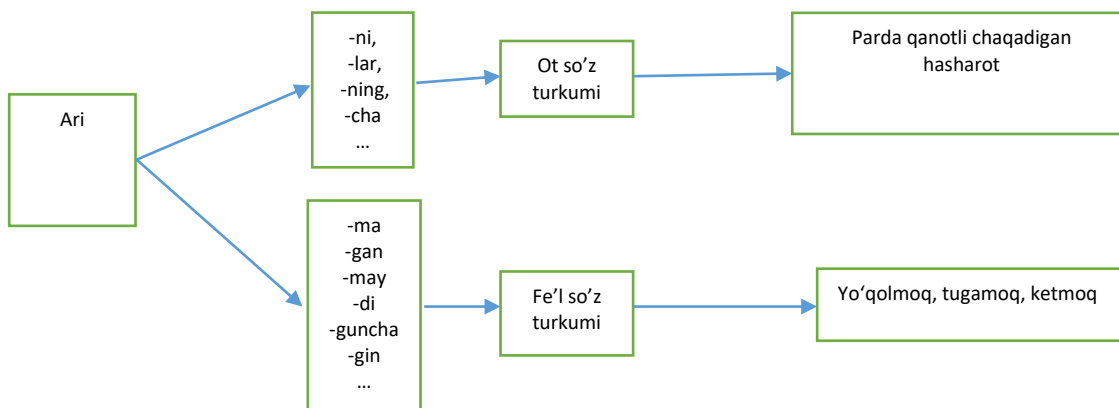 Ari
-ni,
-lar,
-ning,
-cha
...
Ot so’z
turkumi
Parda qanotli chaqadigan
hasharot
-ma
-gan
-may
-di
-guncha
-gin
...
Fe’l so’z
turkumi
Yo‘qolmoq, tugamoq, ketmoq